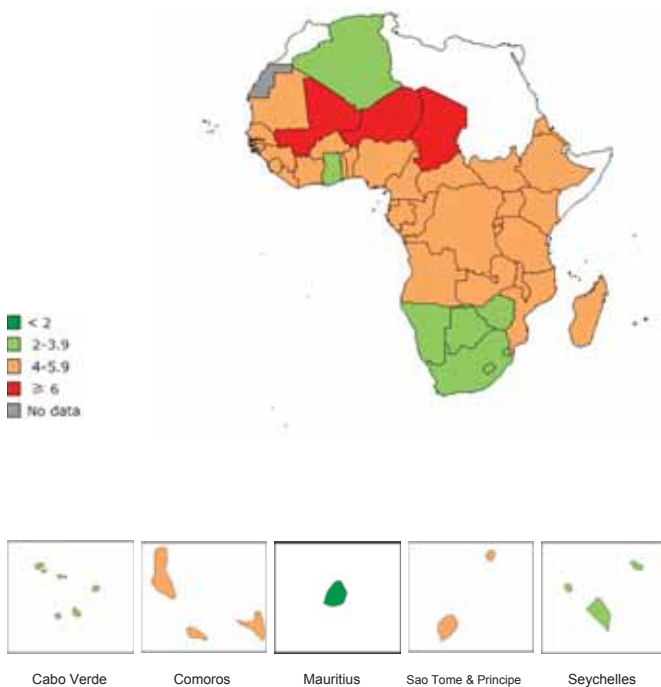 < 2
2-3.9
4-5.9
≥ 6
No data
Cabo Verde
Comoros
Mauritius
Sao Tome & Principe
Seychelles